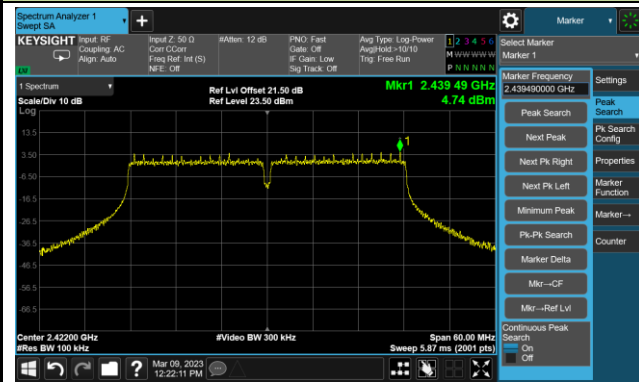 Spectrum Analyzer 1
Swept SA
KEYSIGHT
Input: RF
Coupling: AC
Align: Auto
Input Z: 50 Ω
Corr CCorr
Freq Ref: Int (S)
NFE: Off
#Atten: 12 dB
PNO: Fast
Gate: Off
IF Gain: Low
Sig Track: Off
Avg Type: Log-Power
Avg|Hold:>10/10
Trig: Free Run
1 2 3 4 5 6
M W W W W W
P N N N N N
LM
1 Spectrum
Scale/Div 10 dB
Log
Ref Lvl Offset 21.50 dB
Ref Level 23.50 dBm
Mkr1 2.439 49 GHz
4.74 dBm
1
13.5
3.50
-6.50
-16.5
-26.5
-36.5
-46.5
-56.5
-66.5
Center 2.42200 GHz
#Res BW 100 kHz
#Video BW 300 kHz
Span 60.00 MHz
Sweep 5.87 ms (2001 pts)
Mar 09, 2023
12:22:11 PM
Marker
Select Marker
Marker 1
Marker Frequency
2.439490000 GHz
Peak Search
Next Peak
Next Pk Right
Next Pk Left
Minimum Peak
Pk-Pk Search
Marker Delta
Mkr→CF
Mkr→Ref Lvl
Continuous Peak
Search
On
Off
Settings
Peak
Search
Pk Search
Config
Properties
Marker
Function
Marker→
Counter